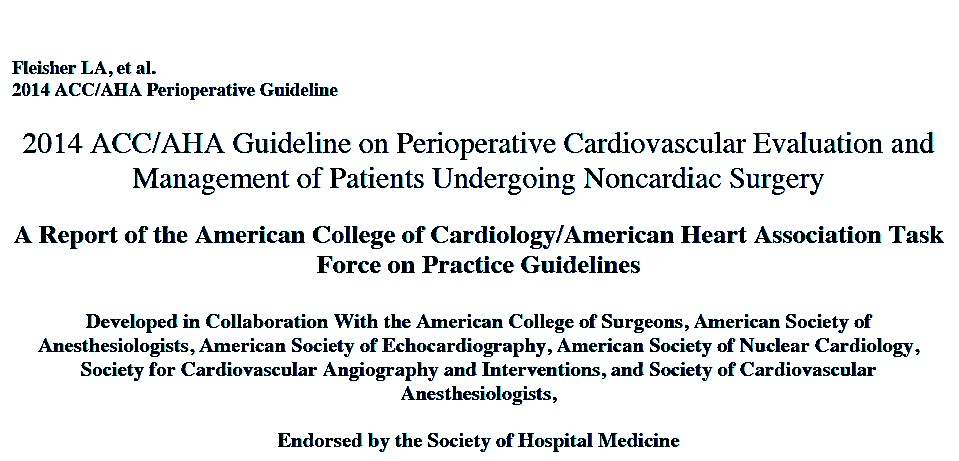 Fleisher LA, et al.
2014 ACC/AHA Perioperative Guideline
2014 ACC/AHA Guideline on Perioperative Cardiovascular Evaluation and
Management of Patients Undergoing Noncardiac Surgery
A Report of the American College of Cardiology/American Heart Association Task
Force on Practice Guidelines
Developed in Collaboration With the American College of Surgeons, American Society of
Anesthesiologists, American Society of Echocardiography, American Society of Nuclear Cardiology,
Society for Cardiovascular Angiography and Interventions, and Society of Cardiovascular
Anesthesiologists,
Endorsed by the Society of Hospital Medicine